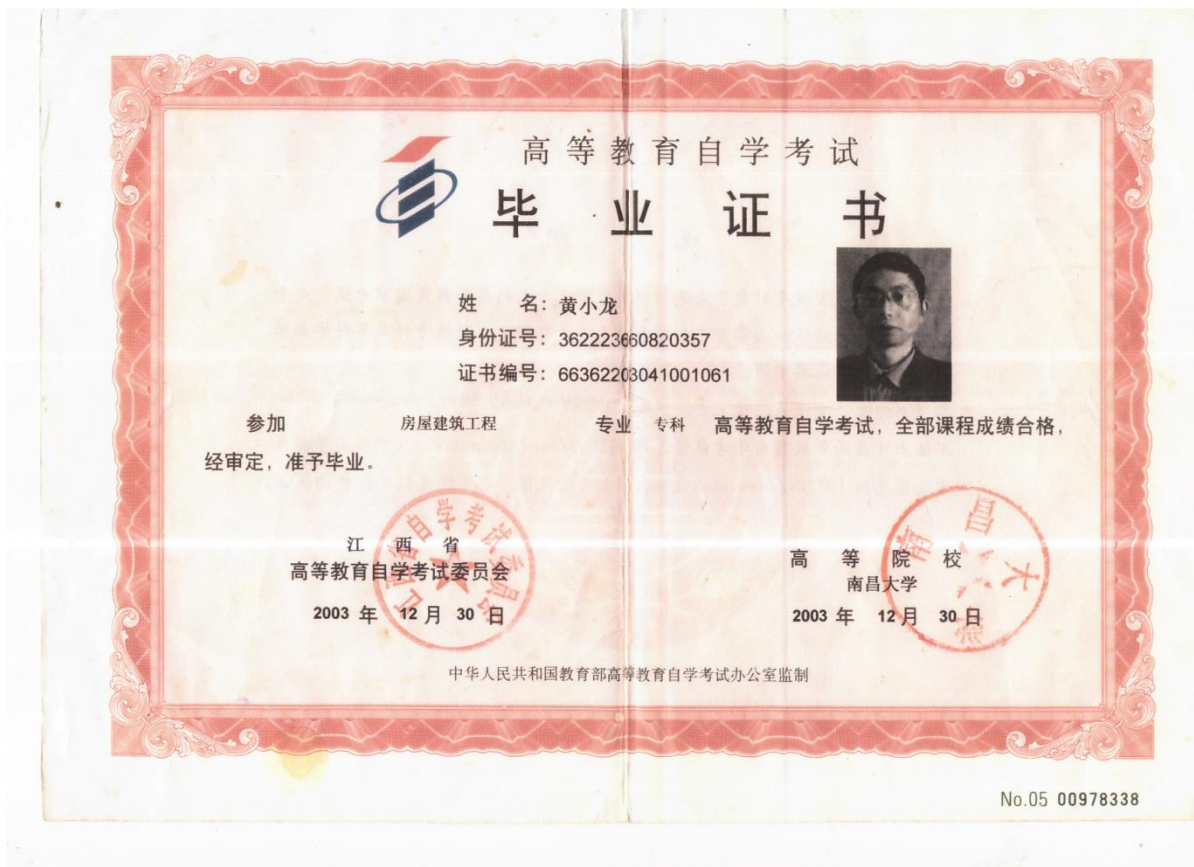 高等教育自学考试
毕业证书
姓 名：黄小龙
身份证号：362223660820357
证书编号：66362203041001061
参加 房屋建筑工程 专业 专科 高等教育自学考试，全部课程成绩合格，
经审定，准予毕业。
江西省
高等教育自学考试委员会
2003 年 12 月 30 日
高等院校
南昌大学
2003 年 12 月 30 日
中华人民共和国教育部高等教育自学考试办公室监制
No.05 00978338